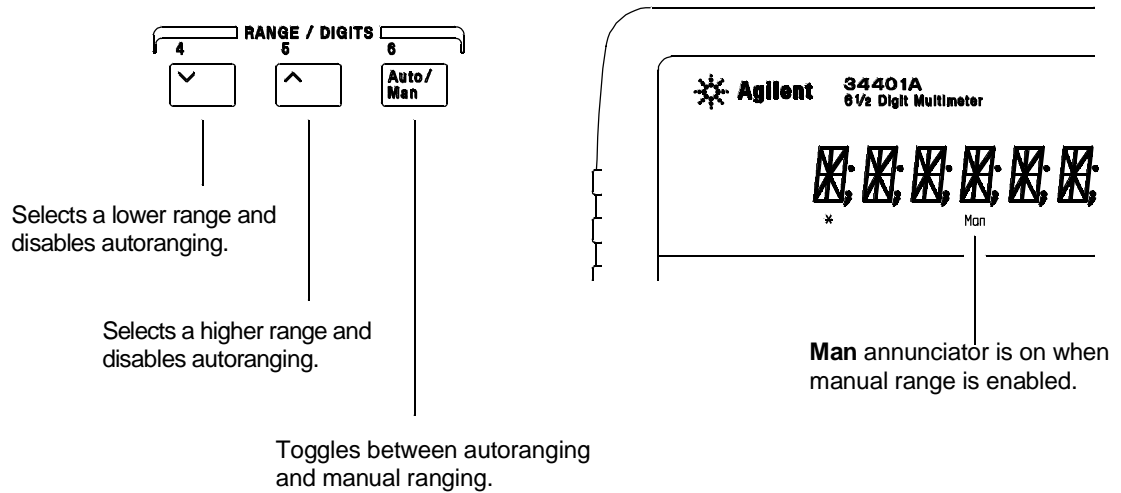 RANGE / DIGITS
4 5 6
Auto/
Man
Selects a lower range and
disables autoranging.
Selects a higher range and
disables autoranging.
Toggles between autoranging
and manual ranging.
Agilent 34401A
6½ Digit Multimeter
*
Man
Man annunciator is on when
manual range is enabled.